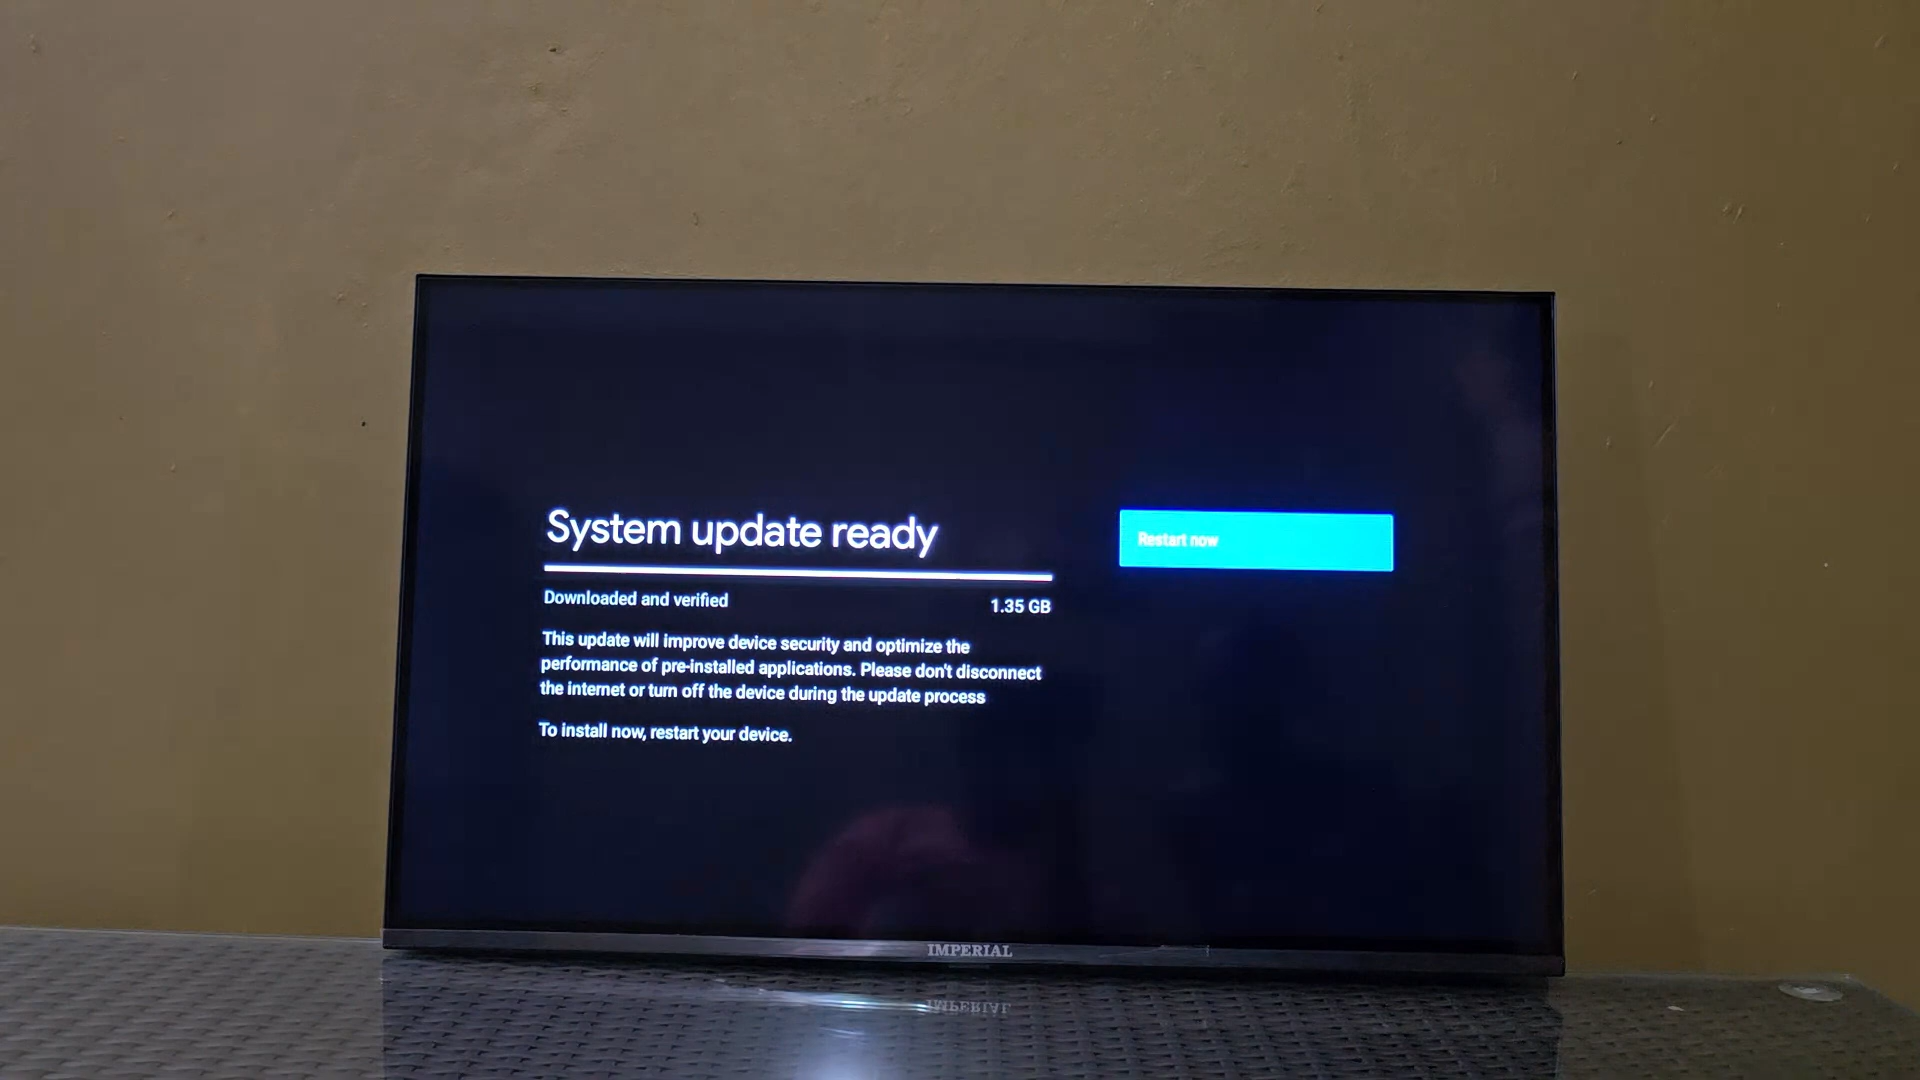 System update ready
Restart now
Downloaded and verified 1.35 GB
This update will improve device security and optimize the
performance of pre-installed applications. Please don't disconnect
the internet or turn off the device during the update process
To install now, restart your device.
IMPERIAL